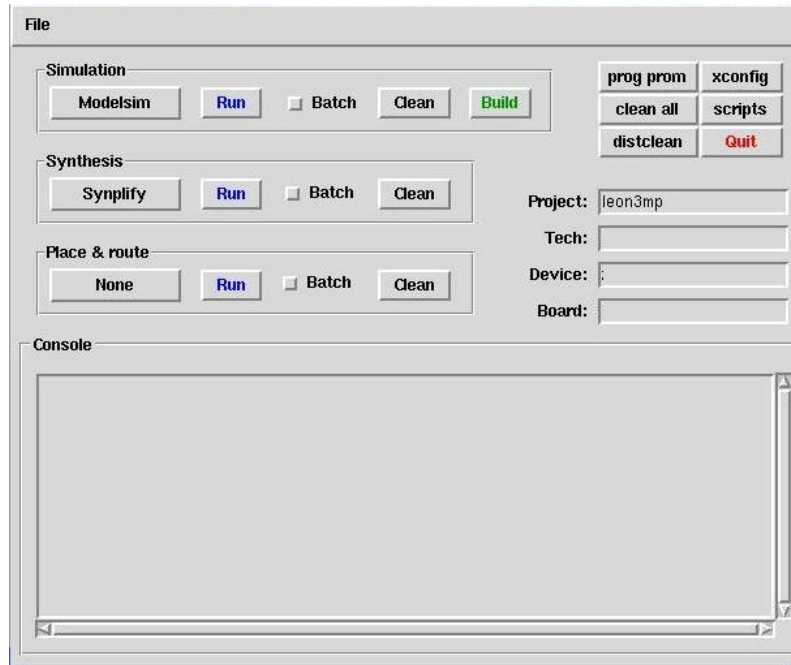 File
Simulation
Modelsim Run Batch Clean Build
prog prom xconfig
clean all scripts
distclean Quit
Synthesis
Synplify Run Batch Clean
Place & route
None Run Batch Clean
Project: leon3mp
Tech:
Device: ;
Board:
Console